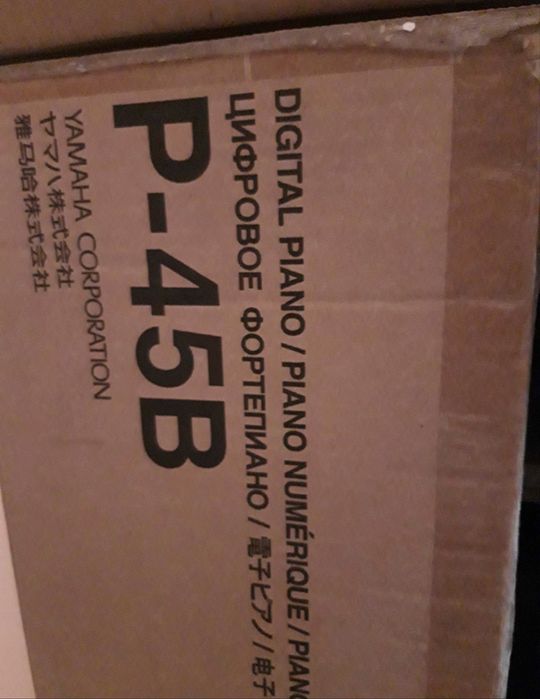 DIGITAL PIANO / PIANO NUMÉRIQUE / PIANO
ЦИФРОВОЕ ФОРТЕПИАНО / 電子ピアノ / 电子
P-45B
YAMAHA CORPORATION
ヤマハ株式会社
雅马哈株式会社